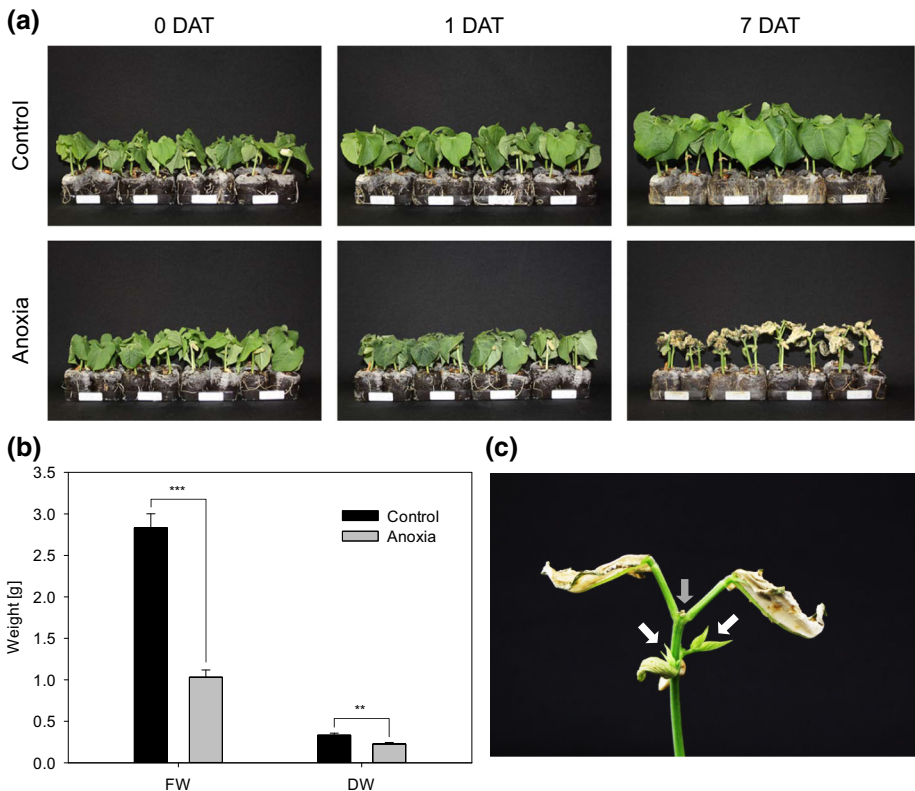 (a)
0 DAT
1 DAT
7 DAT
Control
Anoxia
(b)
3.5
3.0
2.5
2.0
1.5
1.0
0.5
0.0
Weight [g]
***
**
Control
Anoxia
FW
DW
(c)